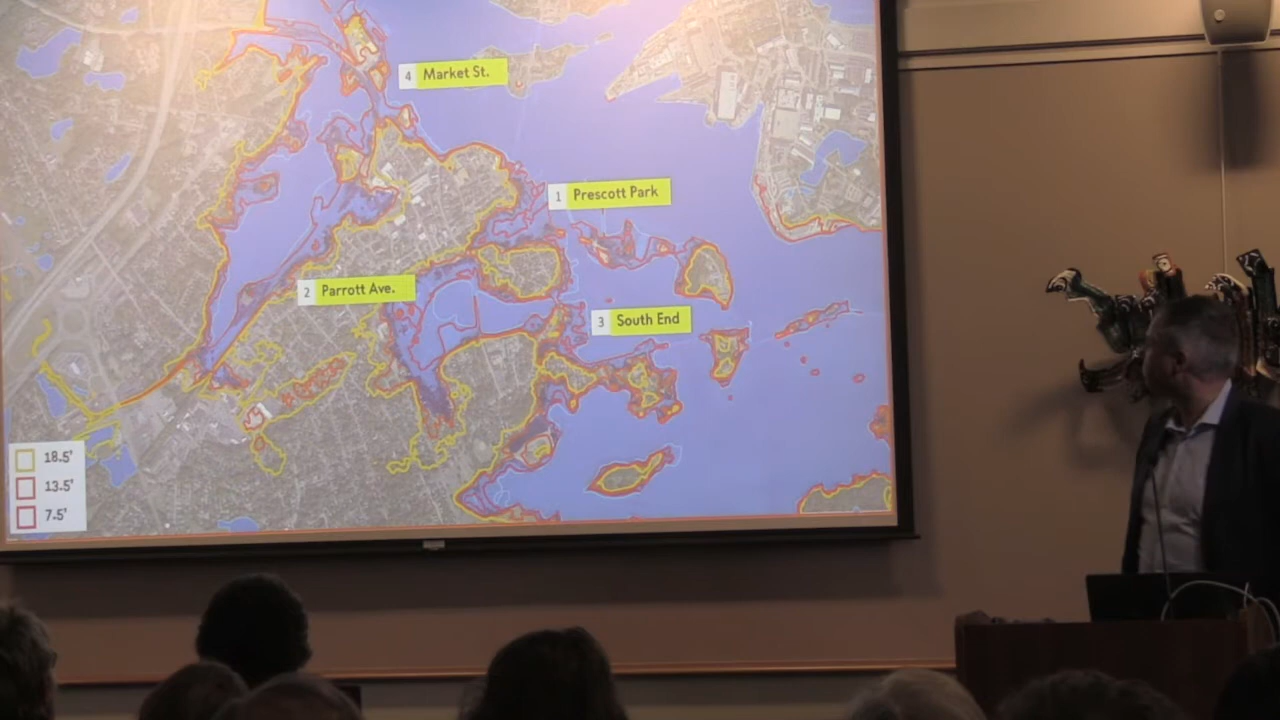 4 Market St.
1 Prescott Park
2 Parrott Ave.
3 South End
18.5'
13.5'
7.5'